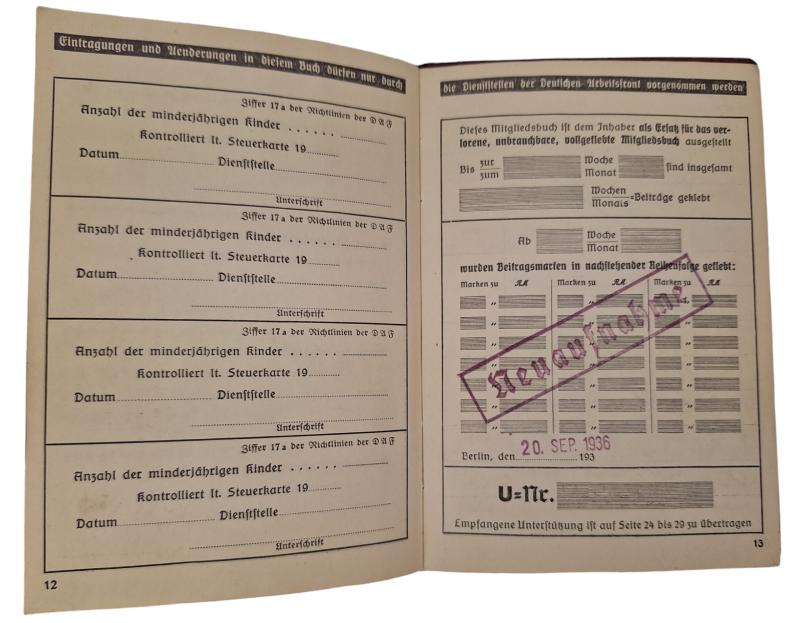 Eintragungen und Aenderungen in diesem Buch dürfen nur durch
Ziffer 17a der Richtlinien der DAF
Anzahl der minderjährigen Kinder . . . . . . ............
Kontrolliert lt. Steuerkarte 19.........
Datum........................ Dienststelle...........................
Unterschrift
Ziffer 17a der Richtlinien der DAF
Anzahl der minderjährigen Kinder . . . . . . ............
Kontrolliert lt. Steuerkarte 19.........
Datum........................ Dienststelle...........................
Unterschrift
Ziffer 17a der Richtlinien der DAF
Anzahl der minderjährigen Kinder . . . . . . ............
Kontrolliert lt. Steuerkarte 19.........
Datum........................ Dienststelle...........................
Unterschrift
Ziffer 17a der Richtlinien der DAF
Anzahl der minderjährigen Kinder . . . . . . ............
Kontrolliert lt. Steuerkarte 19.........
Datum........................ Dienststelle...........................
Unterschrift
12
die Dienststellen der Deutschen Arbeitsfront vorgenommen werden
Dieses Mitgliedsbuch ist dem Inhaber als Ersatz für das ver-
lorene, unbrauchbare, vollgeklebte Mitgliedsbuch ausgestellt
Bis zur Woche
zum Monat sind insgesamt
Wochen
Monats=Beiträge geklebt
Ab Woche
Monat
wurden Beitragsmarken in nachstehender Reihenfolge geklebt:
Marken zu RM Marken zu RM Marken zu RM
" " "
" " "
" " "
" " "
" " "
" " "
" " "
Neuaufnahme
20. SEP. 1936
Berlin, den.................193
U=Nr.
Empfangene Unterstützung ist auf Seite 24 bis 29 zu übertragen
13